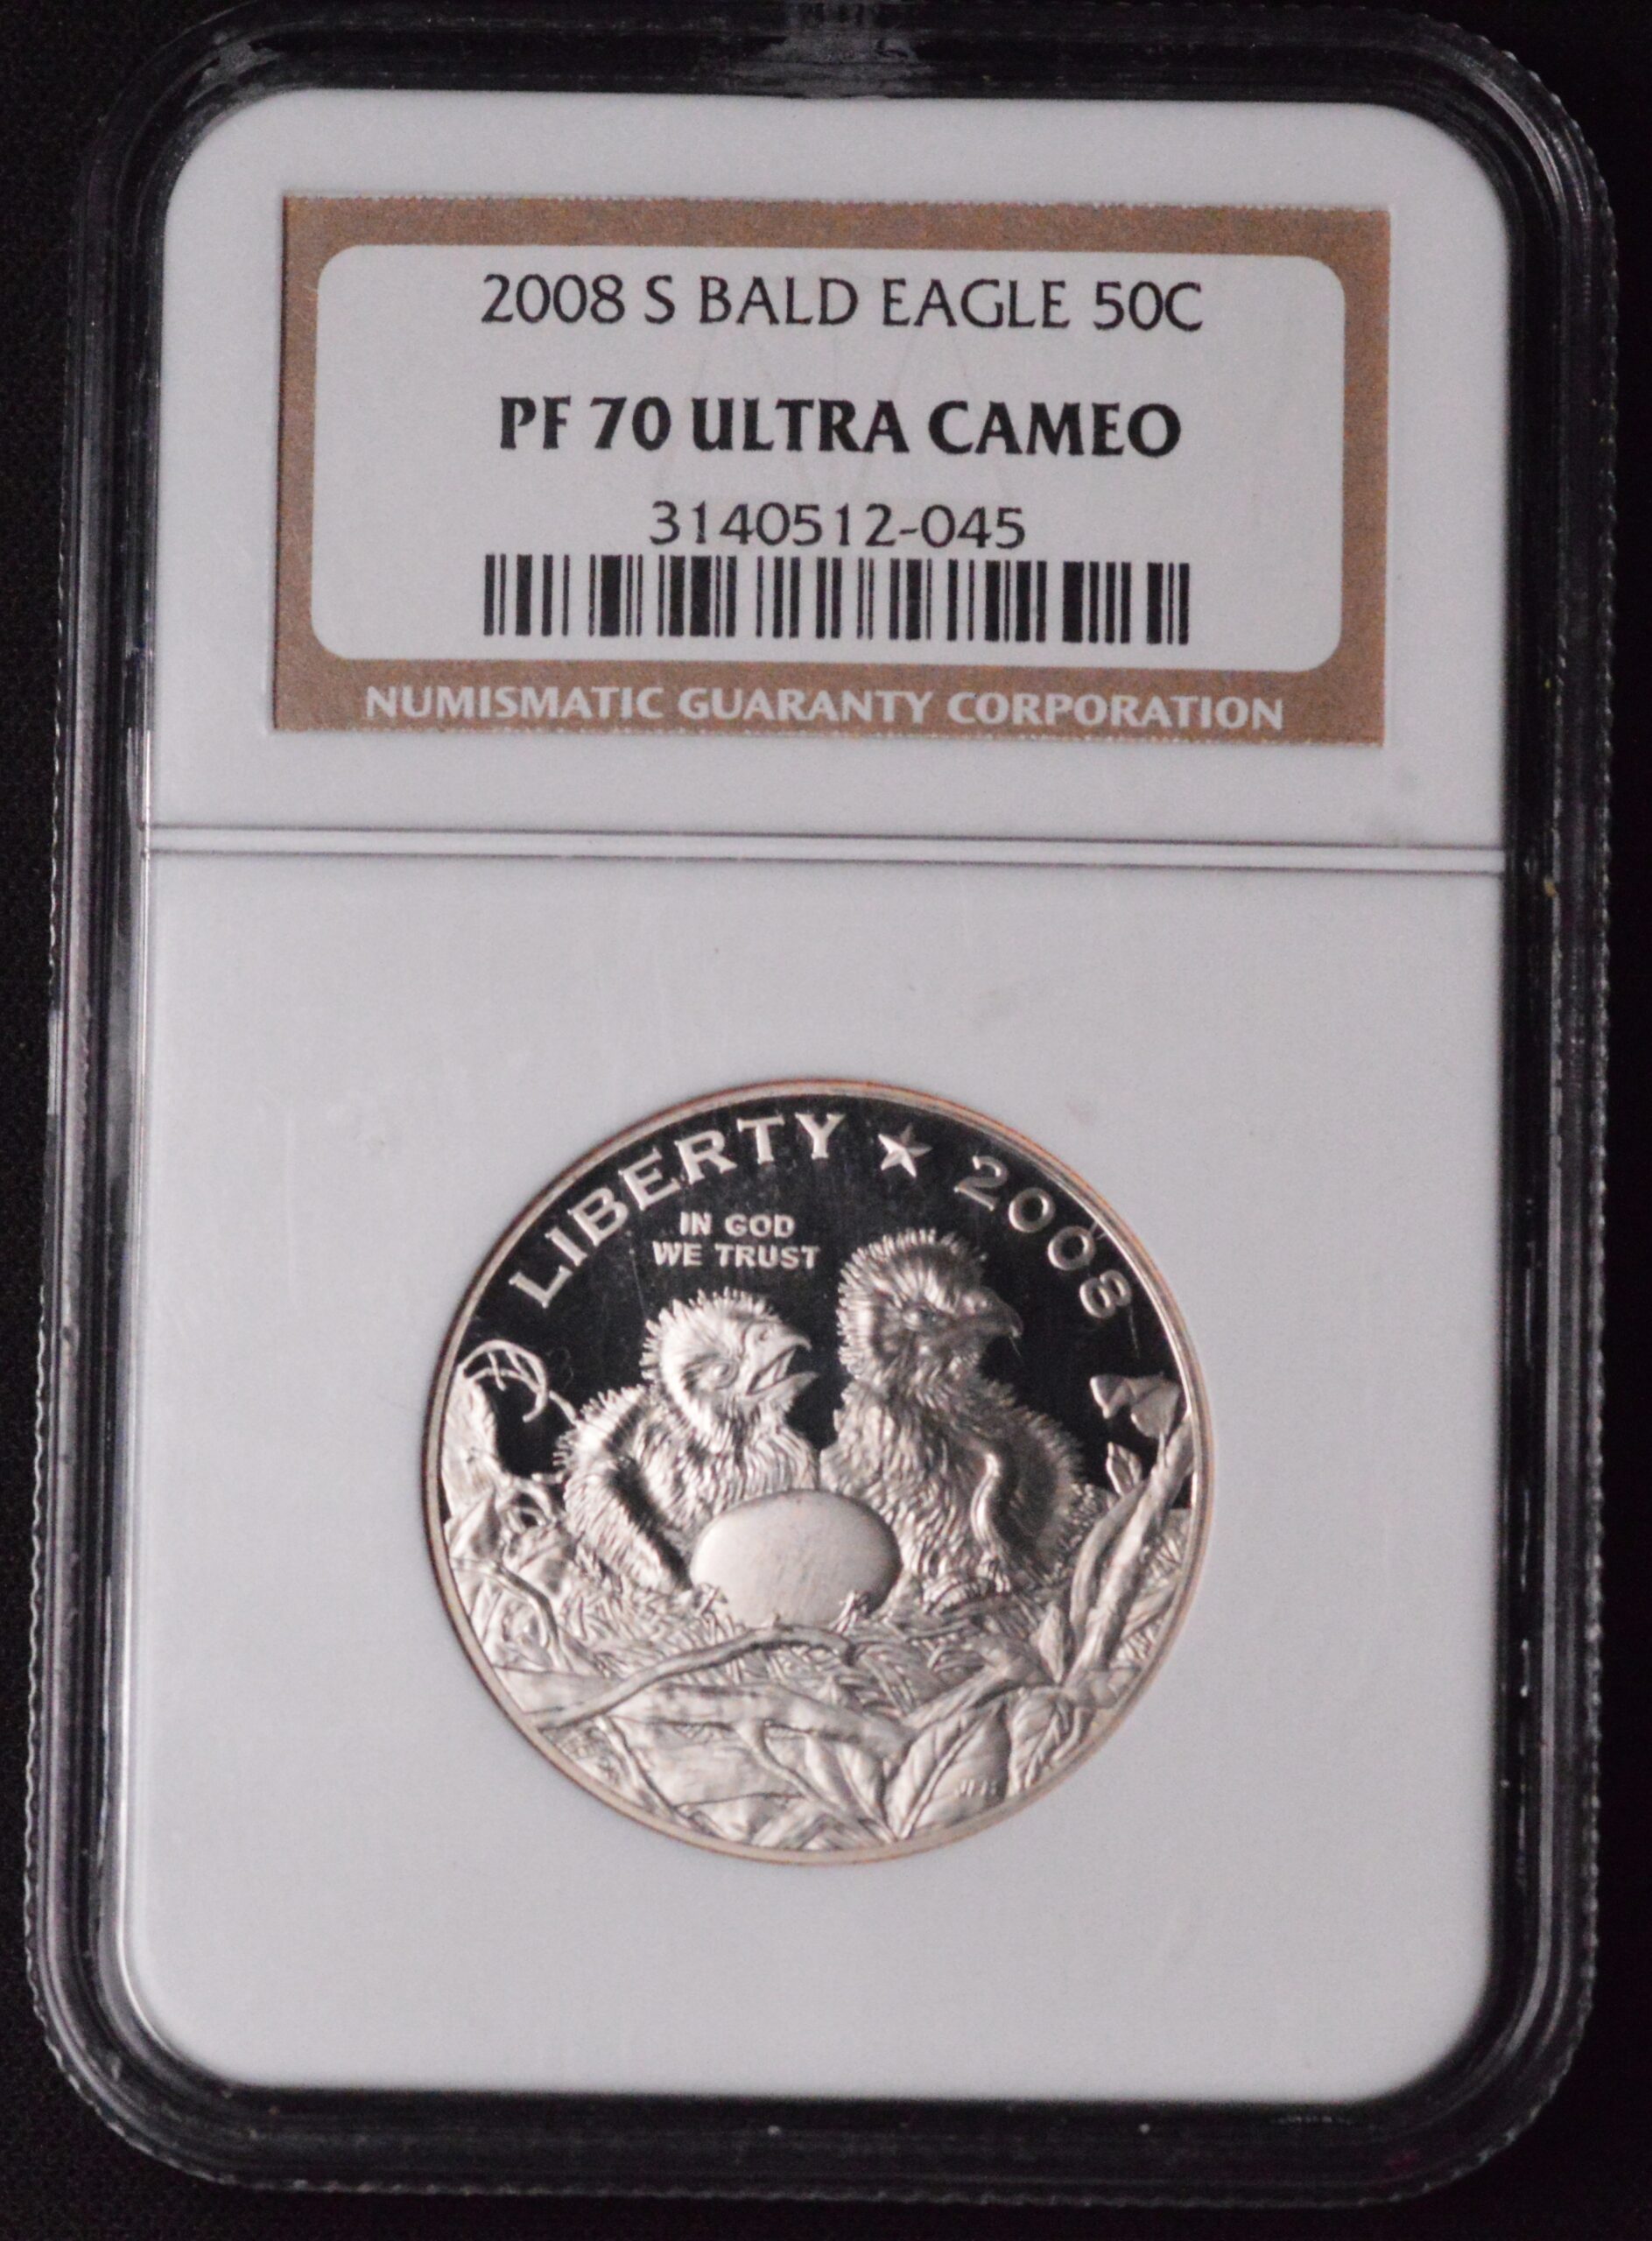 2008 S BALD EAGLE 50C
PF 70 ULTRA CAMEO
3140512-045
NUMISMATIC GUARANTY CORPORATION
LIBERTY ★ 2008
IN GOD
WE TRUST